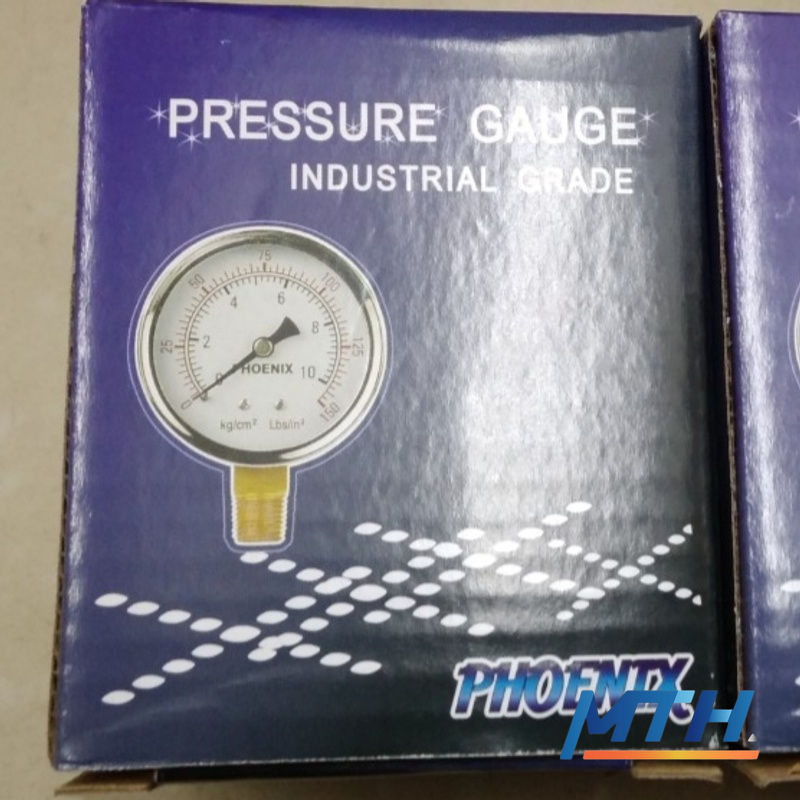 PRESSURE GAUGE
INDUSTRIAL GRADE
75
50
100
4
6
25
2
8
125
0
PHOENIX
10
150
kg/cm² Lbs/in²
PHOENIX
MTH